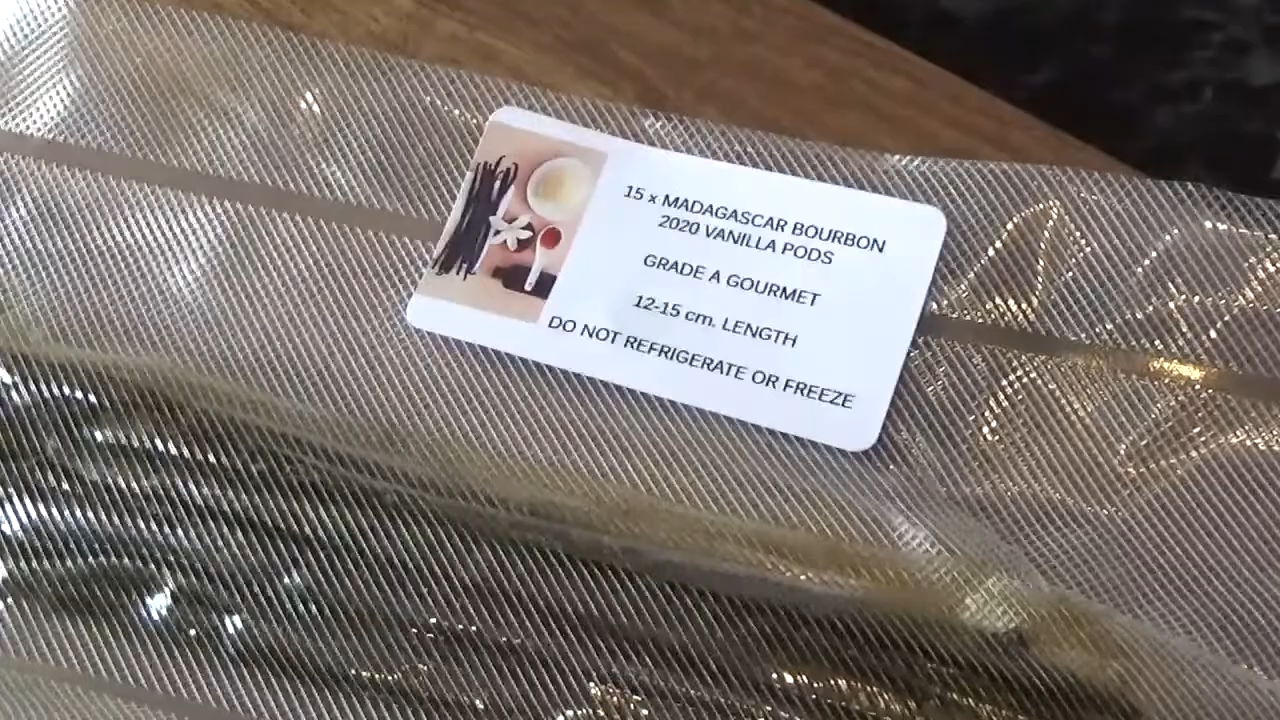 15 x MADAGASCAR BOURBON
2020 VANILLA PODS
GRADE A GOURMET
12-15 cm. LENGTH
DO NOT REFRIGERATE OR FREEZE